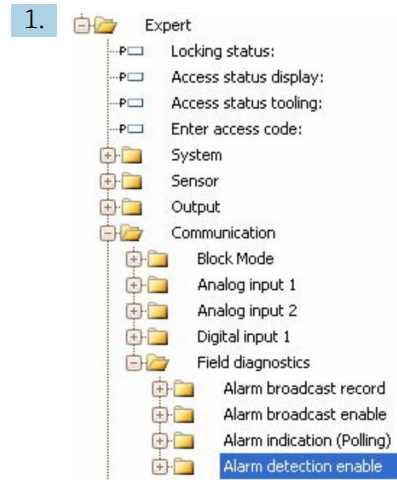 1.
Expert
Locking status:
Access status display:
Access status tooling:
Enter access code:
System
Sensor
Output
Communication
Block Mode
Analog input 1
Analog input 2
Digital input 1
Field diagnostics
Alarm broadcast record
Alarm broadcast enable
Alarm indication (Polling)
Alarm detection enable